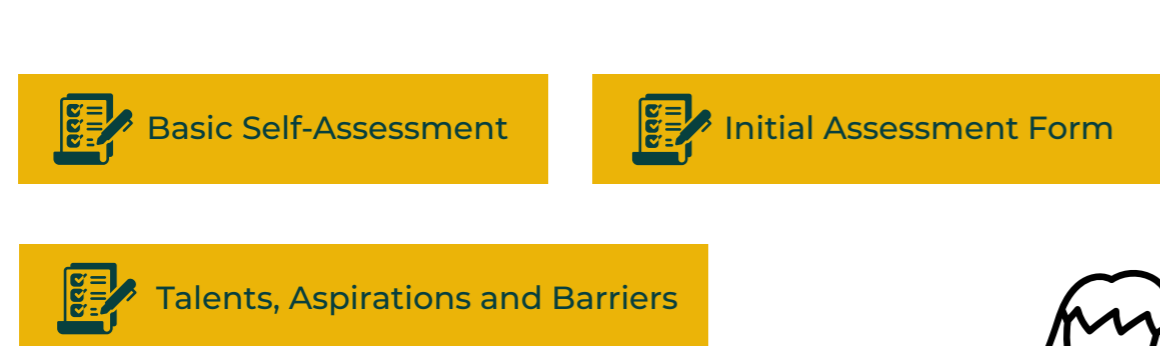 Basic Self-Assessment
Initial Assessment Form
Talents, Aspirations and Barriers